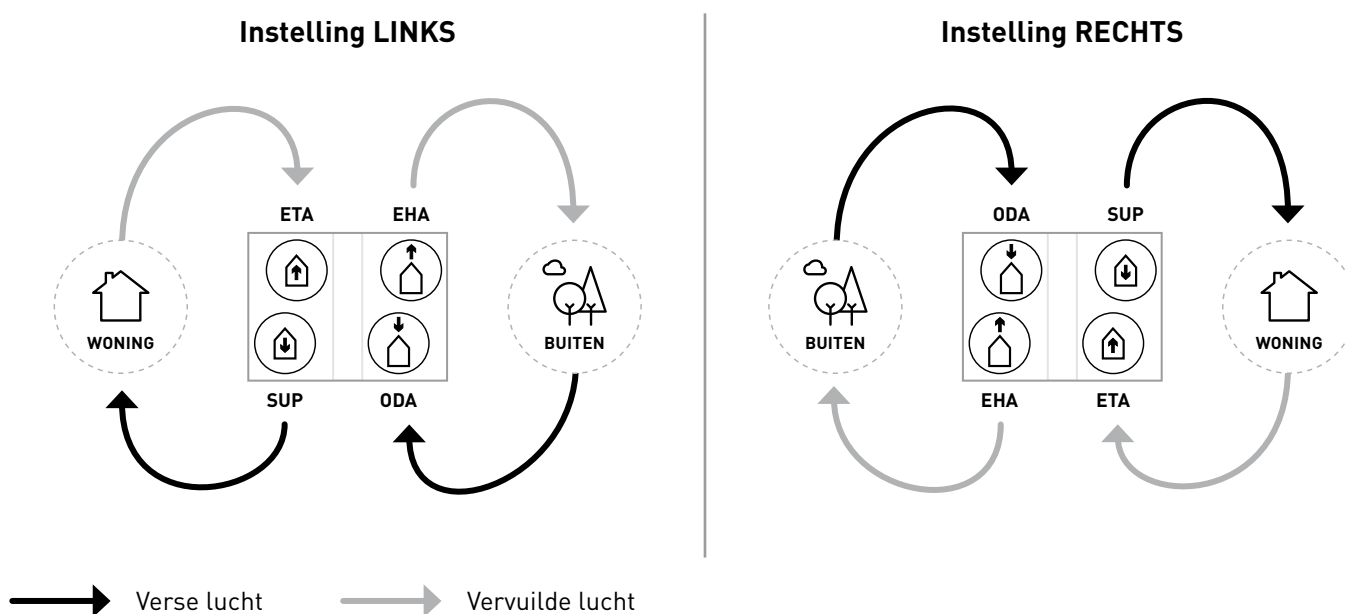 Instelling LINKS
ETA EHA
WONING
BUITEN
SUP ODA
Instelling RECHTS
ODA SUP
BUITEN
WONING
EHA ETA
Verse lucht
Vervuilde lucht